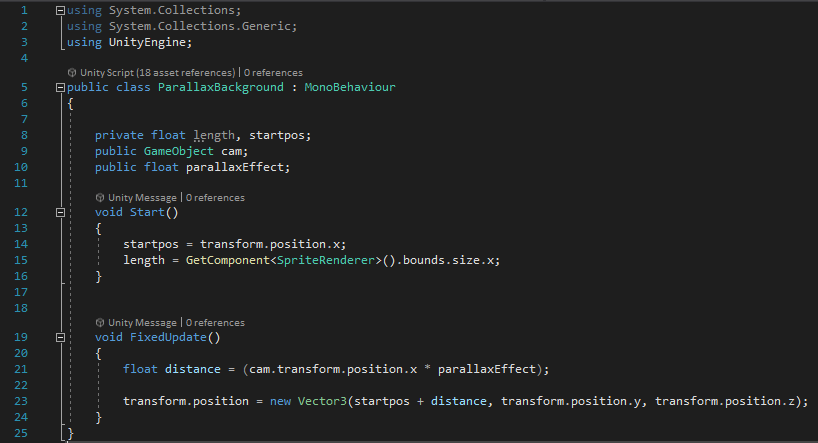 1 using System.Collections;
2 using System.Collections.Generic;
3 using UnityEngine;
4
Unity Script (18 asset references) | 0 references
5 public class ParallaxBackground : MonoBehaviour
6 {
7
8 private float length, startpos;
9 public GameObject cam;
10 public float parallaxEffect;
11
Unity Message | 0 references
12 void Start()
13 {
14 startpos = transform.position.x;
15 length = GetComponent<SpriteRenderer>().bounds.size.x;
16 }
17
18
Unity Message | 0 references
19 void FixedUpdate()
20 {
21 float distance = (cam.transform.position.x * parallaxEffect);
22
23 transform.position = new Vector3(startpos + distance, transform.position.y, transform.position.z);
24 }
25 }